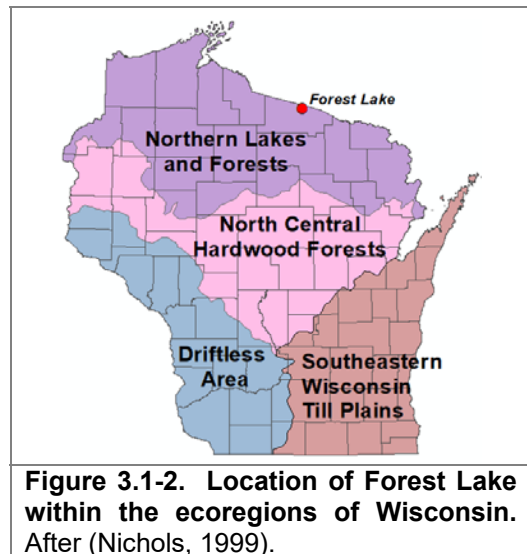 Forest Lake
Northern Lakes
and Forests
North Central
Hardwood Forests
Driftless
Area
Southeastern
Wisconsin
Till Plains
Figure 3.1-2. Location of Forest Lake
within the ecoregions of Wisconsin.
After (Nichols, 1999).